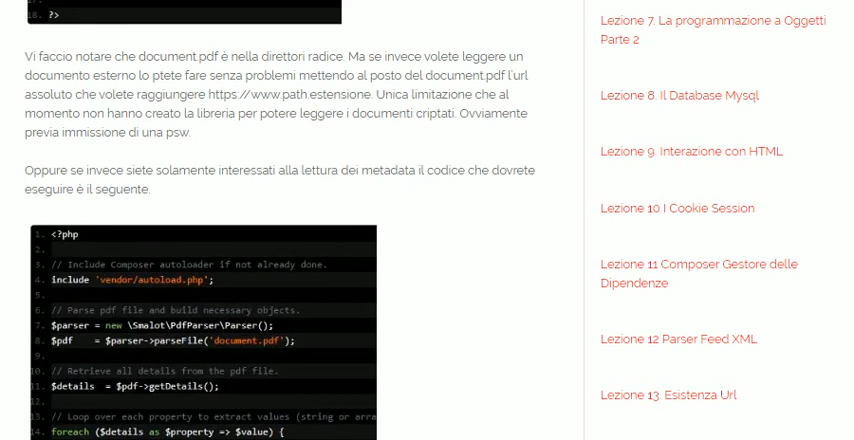 18. ?>
Vi faccio notare che document.pdf è nella direttori radice. Ma se invece volete leggere un
documento esterno lo ptete fare senza problemi mettendo al posto del document.pdf l'url
assoluto che volete raggiungere https://www.path.estensione. Unica limitazione che al
momento non hanno creato la libreria per potere leggere i documenti criptati. Ovviamente
previa immissione di una psw.
Oppure se invece siete solamente interessati alla lettura dei metadata il codice che dovrete
eseguire è il seguente.
1. <?php
2.
3. // Include Composer autoloader if not already done.
4. include 'vendor/autoload.php';
5.
6. // Parse pdf file and build necessary objects.
7. $parser = new \Smalot\PdfParser\Parser();
8. $pdf    = $parser->parseFile('document.pdf');
9.
10. // Retrieve all details from the pdf file.
11. $details  = $pdf->getDetails();
12.
13. // Loop over each property to extract values (string or arra
14. foreach ($details as $property => $value) {
Lezione 7. La programmazione a Oggetti
Parte 2
Lezione 8. Il Database Mysql
Lezione 9. Interazione con HTML
Lezione 10 I Cookie Session
Lezione 11 Composer Gestore delle
Dipendenze
Lezione 12 Parser Feed XML
Lezione 13. Esistenza Url